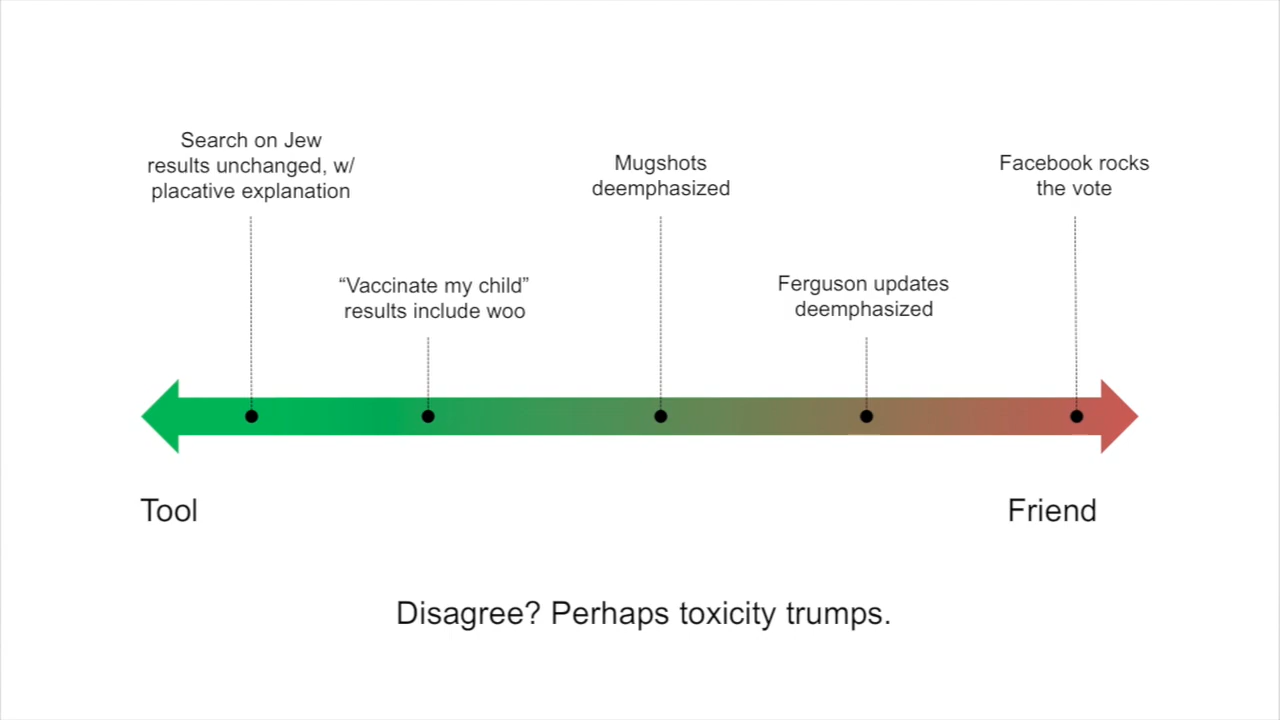 Search on Jew
results unchanged, w/
placative explanation
Mugshots
deemphasized
Facebook rocks
the vote
“Vaccinate my child”
results include woo
Ferguson updates
deemphasized
Tool
Friend
Disagree? Perhaps toxicity trumps.